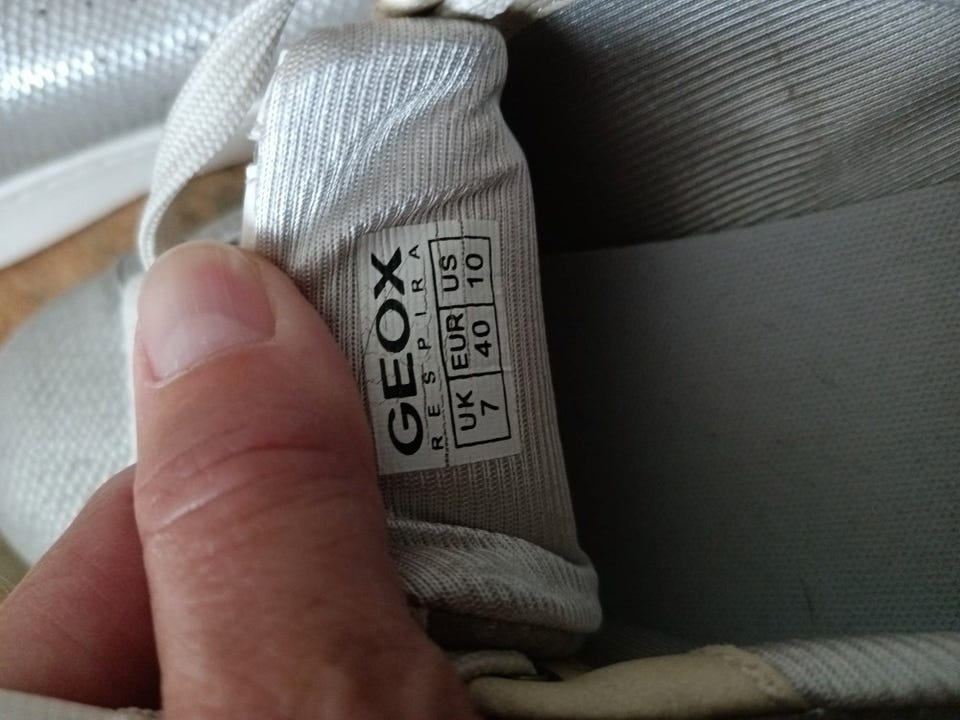 GEOX
RESPIRA
UK EUR US
7 40 10